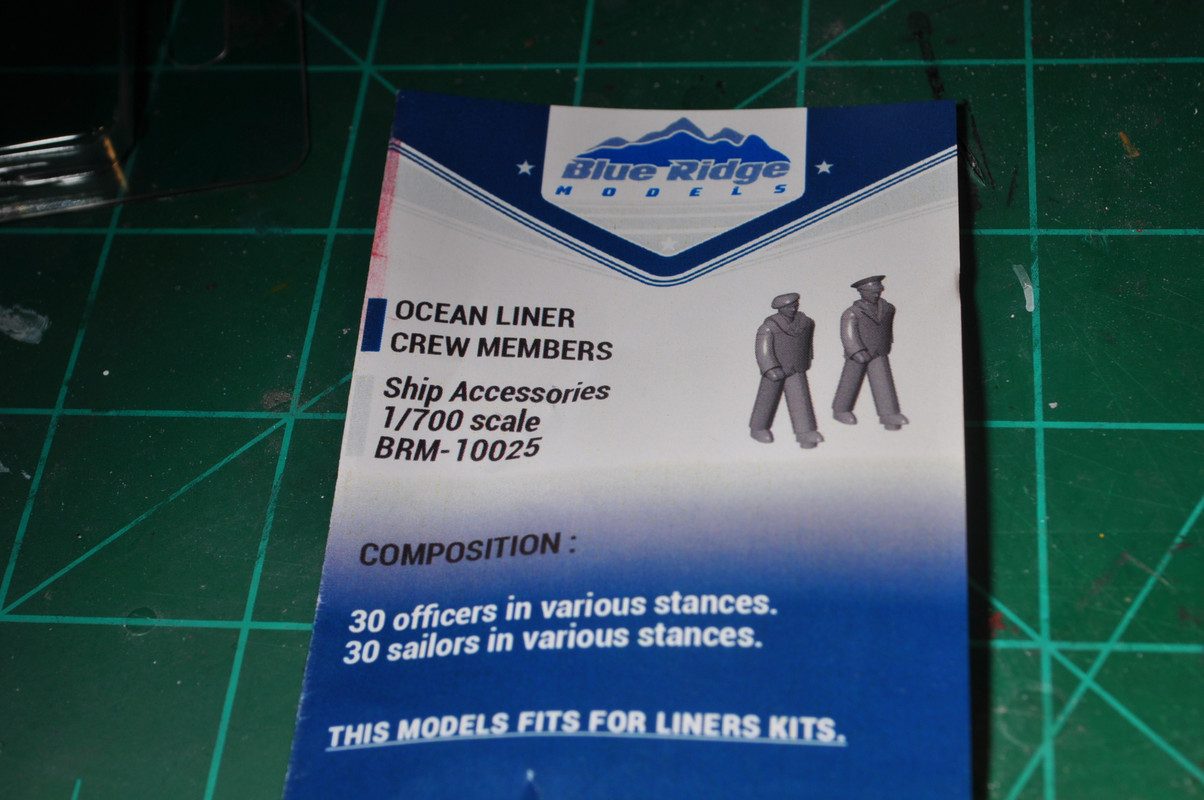 Blue Ridge
MODELS
OCEAN LINER
CREW MEMBERS
Ship Accessories
1/700 scale
BRM-10025
COMPOSITION :
30 officers in various stances.
30 sailors in various stances.
THIS MODELS FITS FOR LINERS KITS.